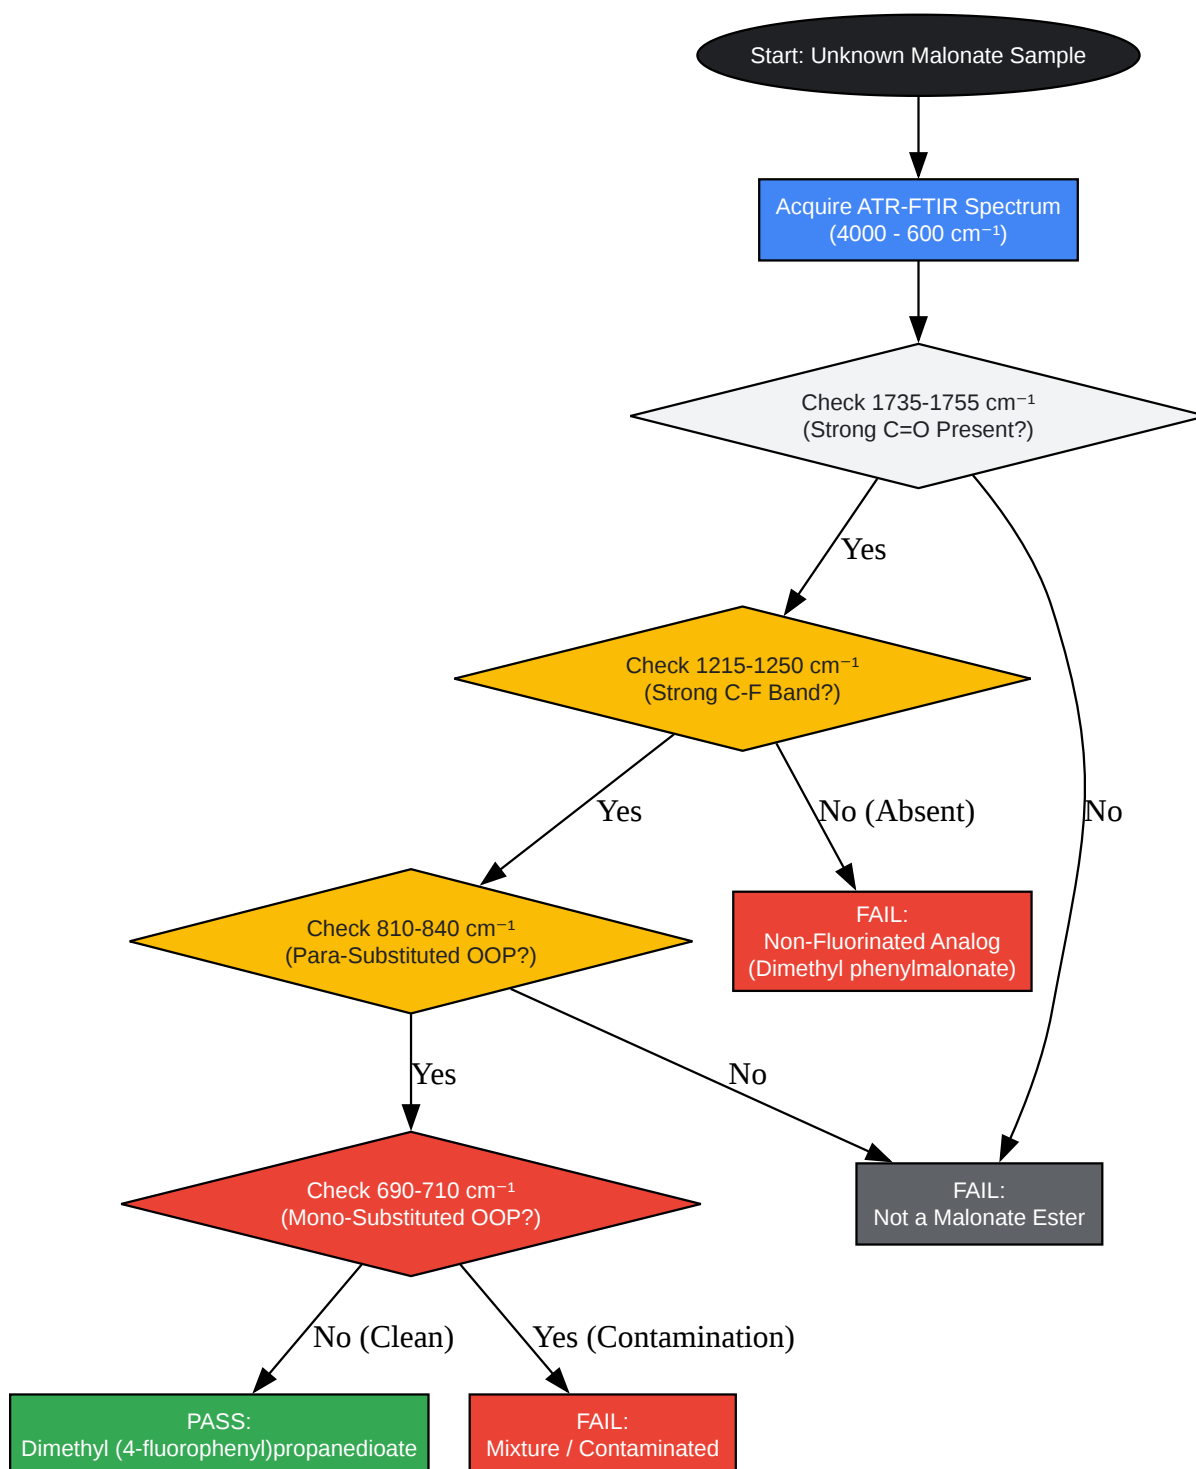 Start: Unknown Malonate Sample
Acquire ATR-FTIR Spectrum
(4000 - 600 cm⁻¹)
Check 1735-1755 cm⁻¹
(Strong C=O Present?)
Yes
Check 1215-1250 cm⁻¹
(Strong C-F Band?)
Yes
No (Absent)
No
Check 810-840 cm⁻¹
(Para-Substituted OOP?)
FAIL:
Non-Fluorinated Analog
(Dimethyl phenylmalonate)
Yes
No
Check 690-710 cm⁻¹
(Mono-Substituted OOP?)
FAIL:
Not a Malonate Ester
No (Clean)
Yes (Contamination)
PASS:
Dimethyl (4-fluorophenyl)propanedioate
FAIL:
Mixture / Contaminated